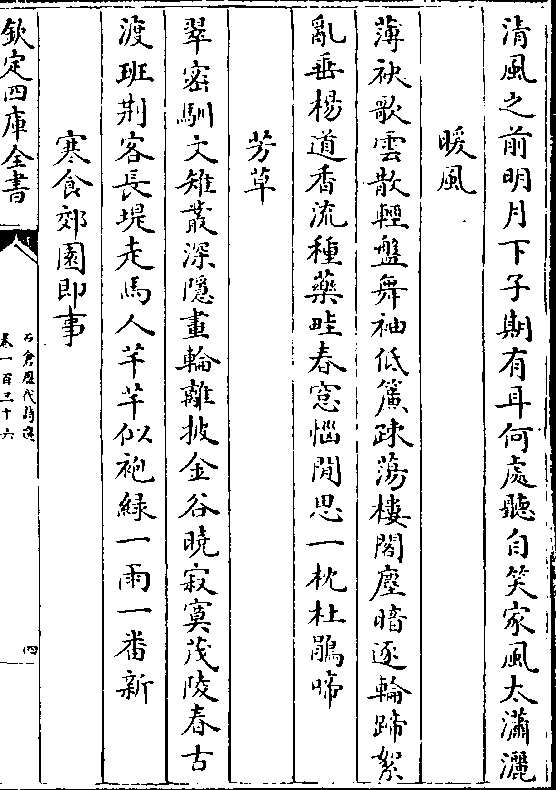 清風之前明月下子期有耳何處聽自笑家風太瀟灑
暖風
薄袂歌雲散輕盤舞袖低簾疎蕩樓閣塵暗逐輪蹄絮
亂垂楊道香流種藥畦春窓惱閒思一枕杜鵑啼
芳草
翠密馴文雉叢深隱畫輪離披金谷曉寂寞茂陵春古
渡班荆客長堤走馬人芊芊似袍緑一雨一番新
寒食郊園即事
欽定四庫全書
石倉歷代詩選
卷一百三十六
四